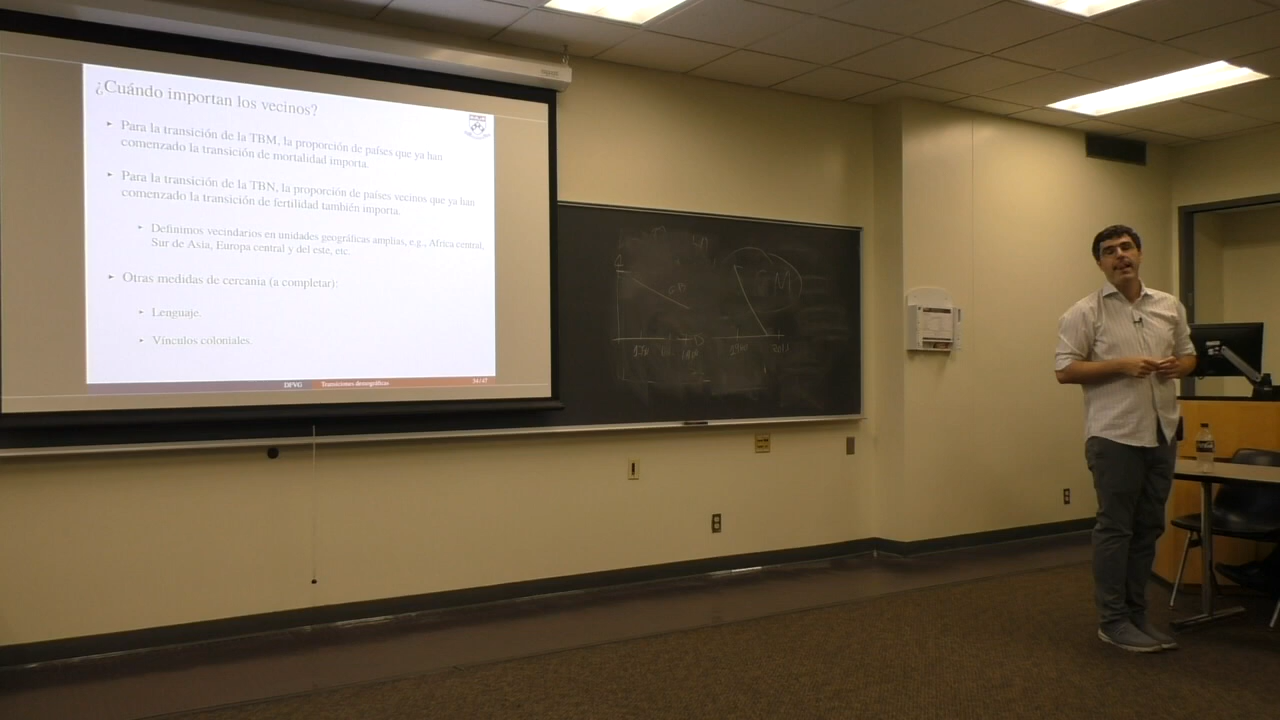 ¿Cuándo importan los vecinos?
Para la transición de la TBM, la proporción de países que ya han
comenzado la transición de mortalidad importa.
Para la transición de la TBN, la proporción de países vecinos que ya han
comenzado la transición de fertilidad también importa.
Definimos vecindarios en unidades geográficas amplias, e.g., Africa central,
Sur de Asia, Europa central y del este, etc.
Otras medidas de cercanía (a completar):
Lenguaje.
Vínculos coloniales.
DPVG Transiciones demográficas 34/47